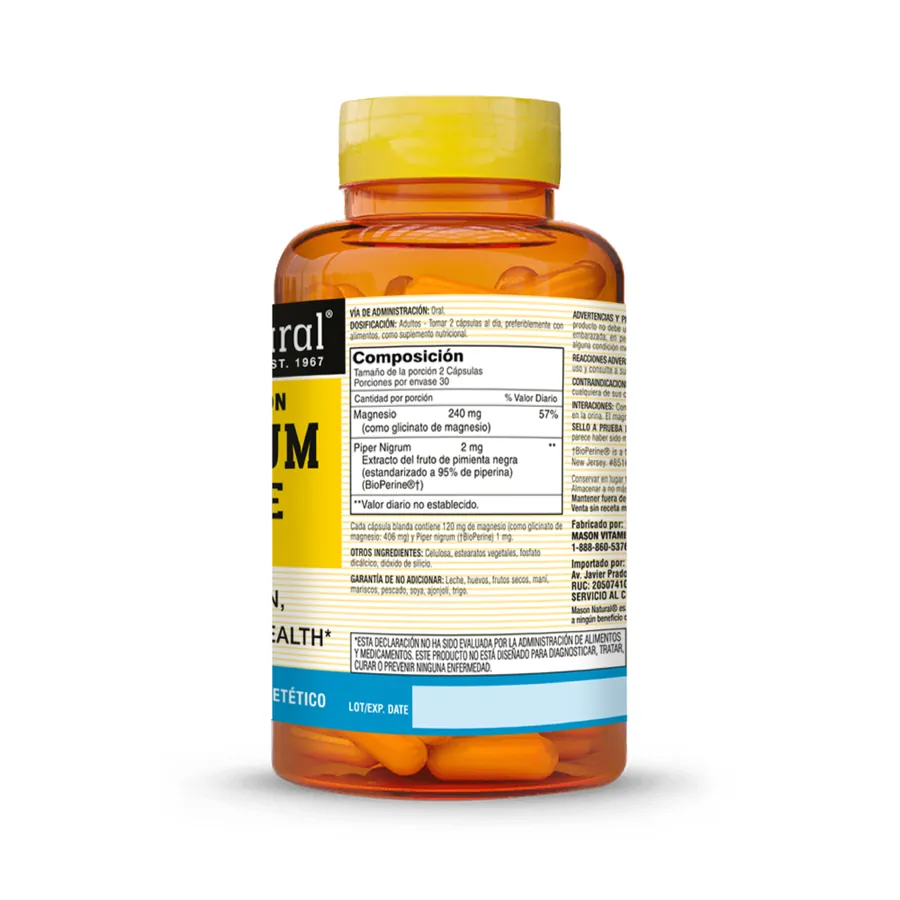 ural®
ST. 1967
ON
UM
E
N,
EALTH*
ETÉTICO
VÍA DE ADMINISTRACIÓN: Oral.
DOSIFICACIÓN: Adultos - Tomar 2 cápsulas al día, preferiblemente con
alimentos, como suplemento nutricional.
Composición
Tamaño de la porción 2 Cápsulas
Porciones por envase 30
Cantidad por porción % Valor Diario
Magnesio 240 mg 57%
(como glicinato de magnesio)
Piper Nigrum 2 mg **
Extracto del fruto de pimienta negra
(estandarizado a 95% de piperina)
(BioPerine®†)
**Valor diario no establecido.
Cada cápsula blanda contiene 120 mg de magnesio (como glicinato de
magnesio: 406 mg) y Piper nigrum (†BioPerine) 1 mg.
OTROS INGREDIENTES: Celulosa, estearatos vegetales, fosfato
dicálcico, dióxido de silicio.
GARANTÍA DE NO ADICIONAR: Leche, huevos, frutos secos, maní,
mariscos, pescado, soya, ajonjolí, trigo.
*ESTA DECLARACIÓN NO HA SIDO EVALUADA POR LA ADMINISTRACIÓN DE ALIMENTOS
Y MEDICAMENTOS. ESTE PRODUCTO NO ESTÁ DISEÑADO PARA DIAGNOSTICAR, TRATAR,
CURAR O PREVENIR NINGUNA ENFERMEDAD.
LOT/EXP. DATE
ADVERTENCIAS Y P
producto no debe u
embarazada, en pe
alguna condición me
REACCIONES ADVER
uso y consulte a su
CONTRAINDICACION
cualquiera de sus c
INTERACIONES: Con
en la orina. El mag
SELLO A PRUEBA
parece haber sido m
†BioPerine® is a t
New Jersey. #8516
Conservar en lugar
Almacenar a no má
Mantener fuera de
Venta sin receta m
Fabricado por:
MASON VITAMI
1-888-860-5376
Importado por:
Av. Javier Prado
RUC: 20507410
SERVICIO AL C
Mason Natural® es
a ningún beneficio